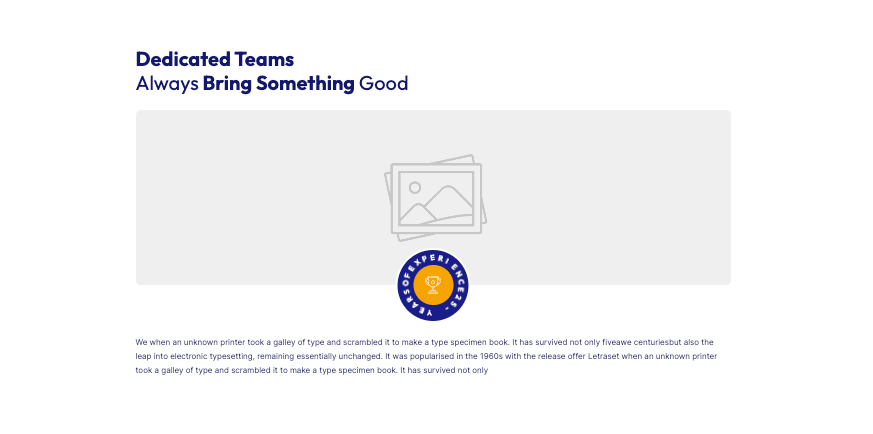 Dedicated Teams
Always Bring Something Good
YEARSOFEXPERIENCE25 -
We when an unknown printer took a galley of type and scrambled it to make a type specimen book. It has survived not only fiveawe centuriesbut also the
leap into electronic typesetting, remaining essentially unchanged. It was popularised in the 1960s with the release offer Letraset when an unknown printer
took a galley of type and scrambled it to make a type specimen book. It has survived not only